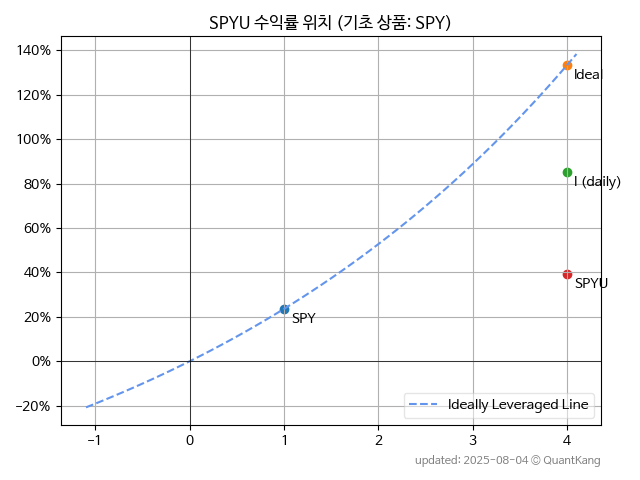 SPYU 수익률 위치 (기초 상품: SPY)
140%
120%
100%
80%
60%
40%
20%
0%
−20%
Ideal
I (daily)
SPYU
SPY
Ideally Leveraged Line
−1 0 1 2 3 4
updated: 2025-08-04 © QuantKang